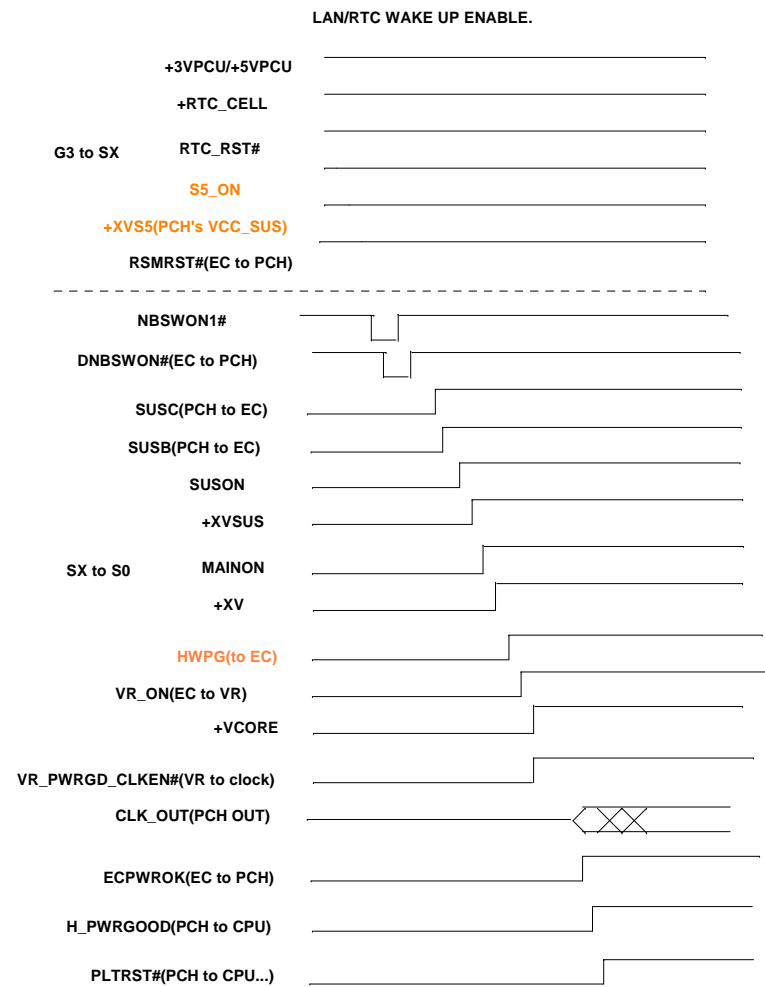 LAN/RTC WAKE UP ENABLE.
+3VPCU/+5VPCU
+RTC_CELL
G3 to SX
RTC_RST#
S5_ON
+XVS5(PCH's VCC_SUS)
RSMRST#(EC to PCH)
NBSWON1#
DNBSWON#(EC to PCH)
SUSC(PCH to EC)
SUSB(PCH to EC)
SUSON
+XVSUS
SX to S0
MAINON
+XV
HWPG(to EC)
VR_ON(EC to VR)
+VCORE
VR_PWRGD_CLKEN#(VR to clock)
CLK_OUT(PCH OUT)
ECPWROK(EC to PCH)
H_PWRGOOD(PCH to CPU)
PLTRST#(PCH to CPU...)